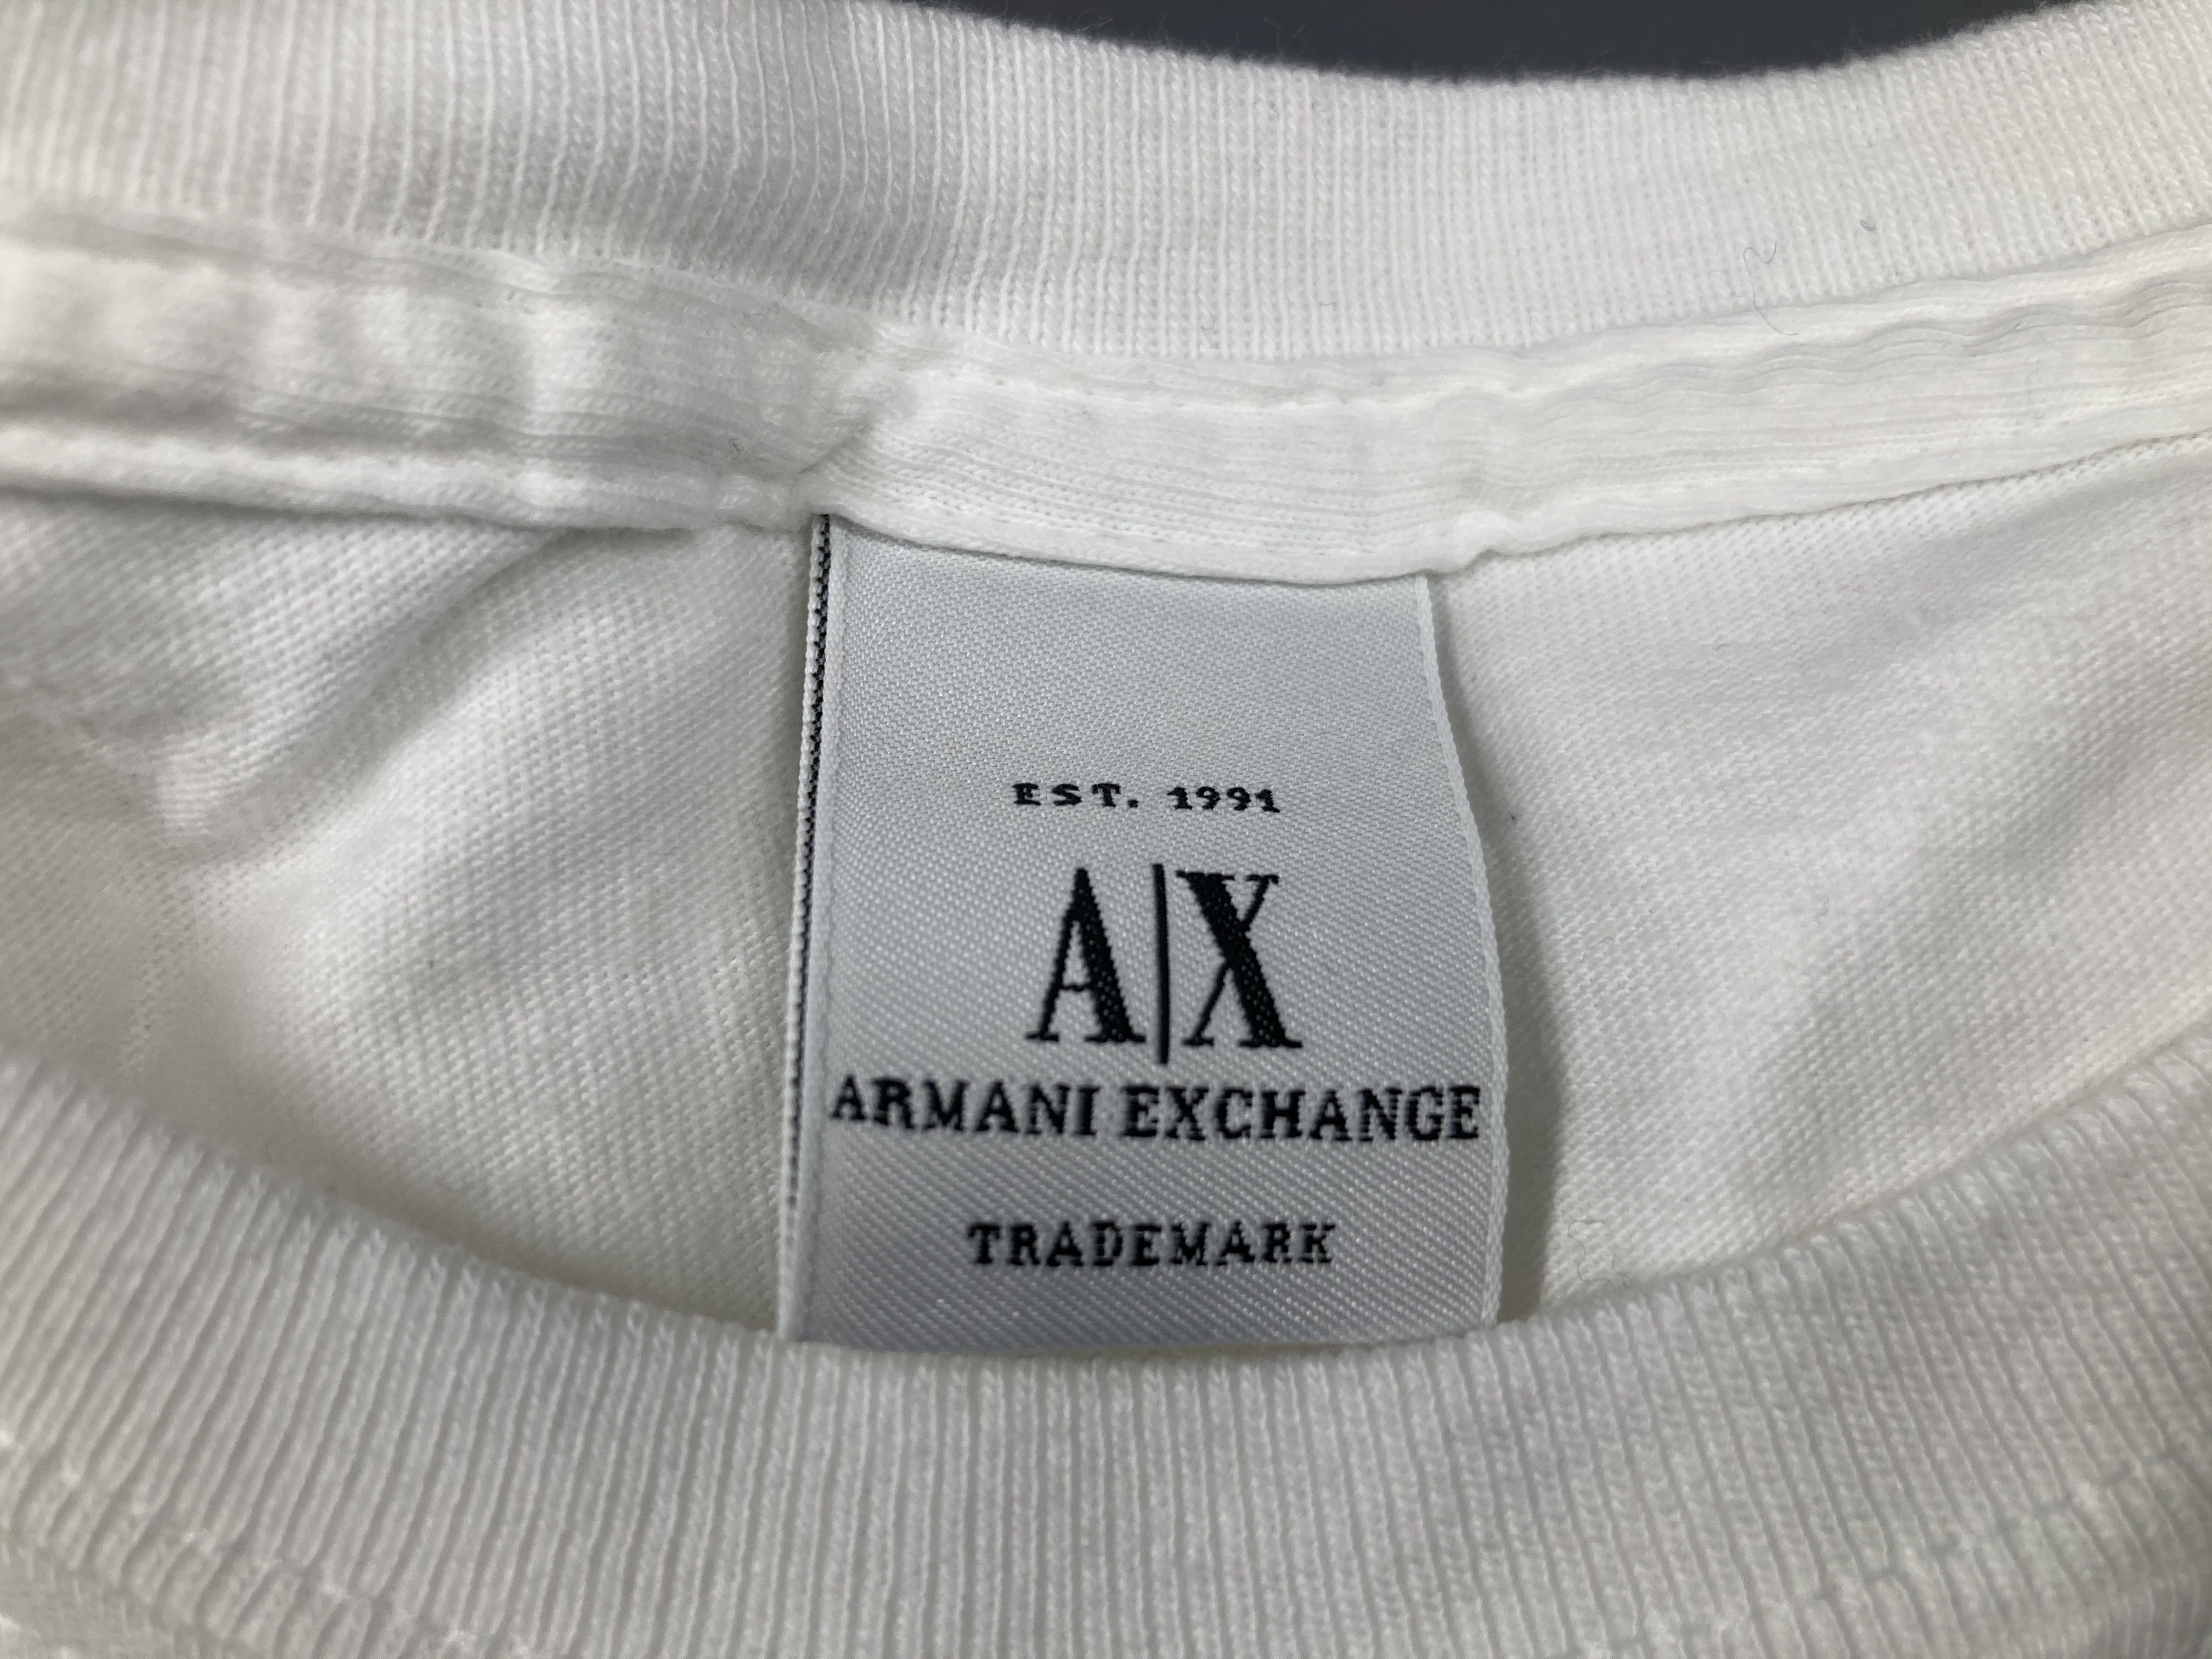 EST. 1991
A|X
ARMANI EXCHANGE
TRADEMARK